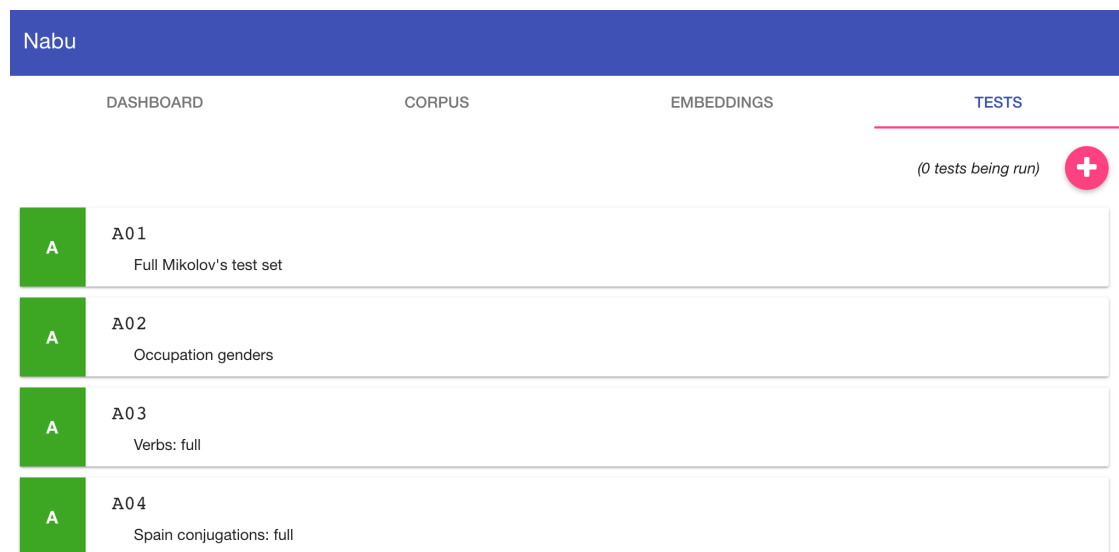 Nabu
DASHBOARD CORPUS EMBEDDINGS TESTS
(0 tests being run)
A A01
Full Mikolov's test set
A A02
Occupation genders
A A03
Verbs: full
A A04
Spain conjugations: full